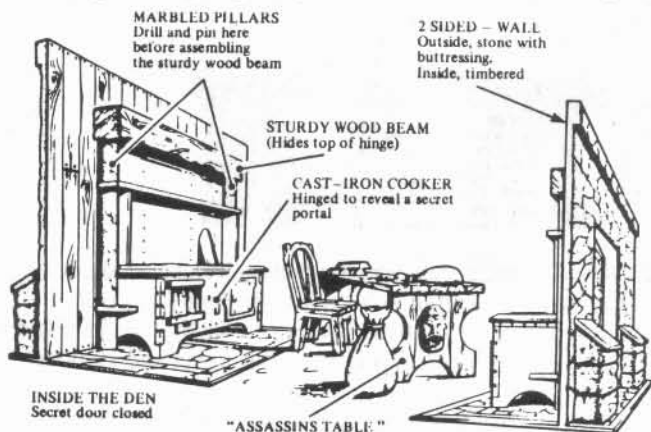 MARBLED PILLARS
Drill and pin here
before assembling
the sturdy wood beam
2 SIDED – WALL
Outside, stone with
buttressing.
Inside, timbered
STURDY WOOD BEAM
(Hides top of hinge)
CAST–IRON COOKER
Hinged to reveal a secret
portal
INSIDE THE DEN
Secret door closed
"ASSASSINS TABLE"